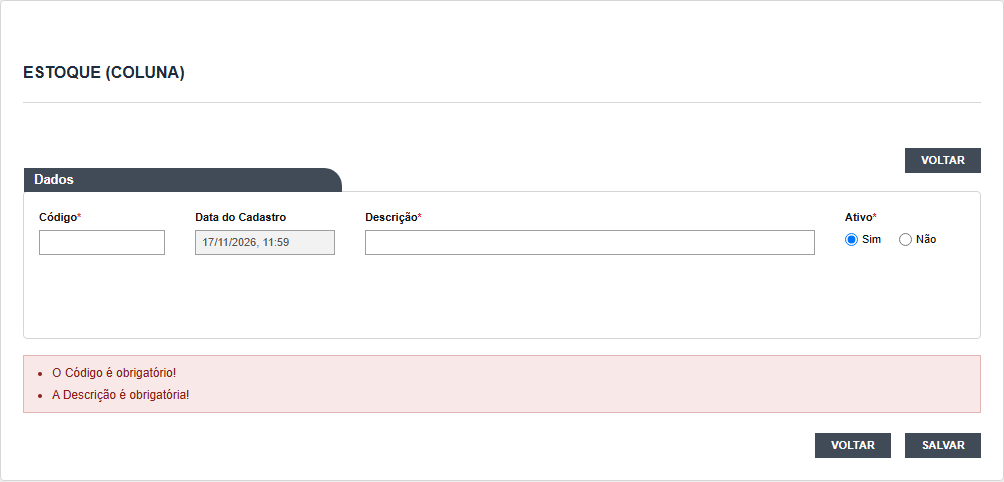 ESTOQUE (COLUNA)
VOLTAR
Dados
Código* Data do Cadastro Descrição* Ativo*
17/11/2026, 11:59 Sim Não
• O Código é obrigatório!
• A Descrição é obrigatória!
VOLTAR SALVAR